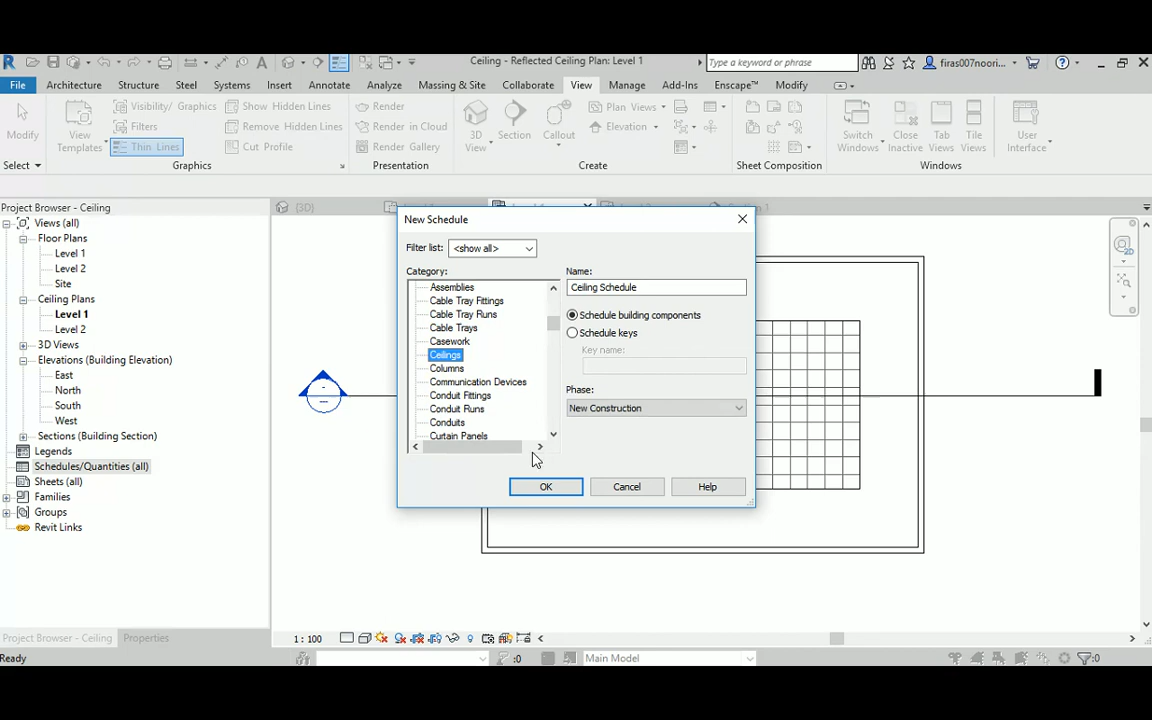 Ceiling - Reflected Ceiling Plan: Level 1
Type a keyword or phrase
firas007noori...
File Architecture Structure Steel Systems Insert Annotate Analyze Massing & Site Collaborate View Manage Add-Ins Enscape™ Modify
Modify
View Templates
Visibility/ Graphics
Filters
Thin Lines
Show Hidden Lines
Remove Hidden Lines
Cut Profile
Render
Render in Cloud
Render Gallery
3D View
Section
Callout
Plan Views
Elevation
Switch Windows
Close Inactive
Tab Views
Tile Views
User Interface
Select
Graphics
Presentation
Create
Sheet Composition
Windows
Project Browser - Ceiling
{3D}
Views (all)
Floor Plans
Level 1
Level 2
Site
Ceiling Plans
Level 1
Level 2
3D Views
Elevations (Building Elevation)
East
North
South
West
Sections (Building Section)
Legends
Schedules/Quantities (all)
Sheets (all)
Families
Groups
Revit Links
New Schedule
Filter list: <show all>
Category:
Assemblies
Cable Tray Fittings
Cable Tray Runs
Cable Trays
Casework
Ceilings
Columns
Communication Devices
Conduit Fittings
Conduit Runs
Conduits
Curtain Panels
Name:
Ceiling Schedule
Schedule building components
Schedule keys
Key name:
Phase:
New Construction
OK Cancel Help
2D
Project Browser - Ceiling Properties
1 : 100
Ready
:0
Main Model
:0